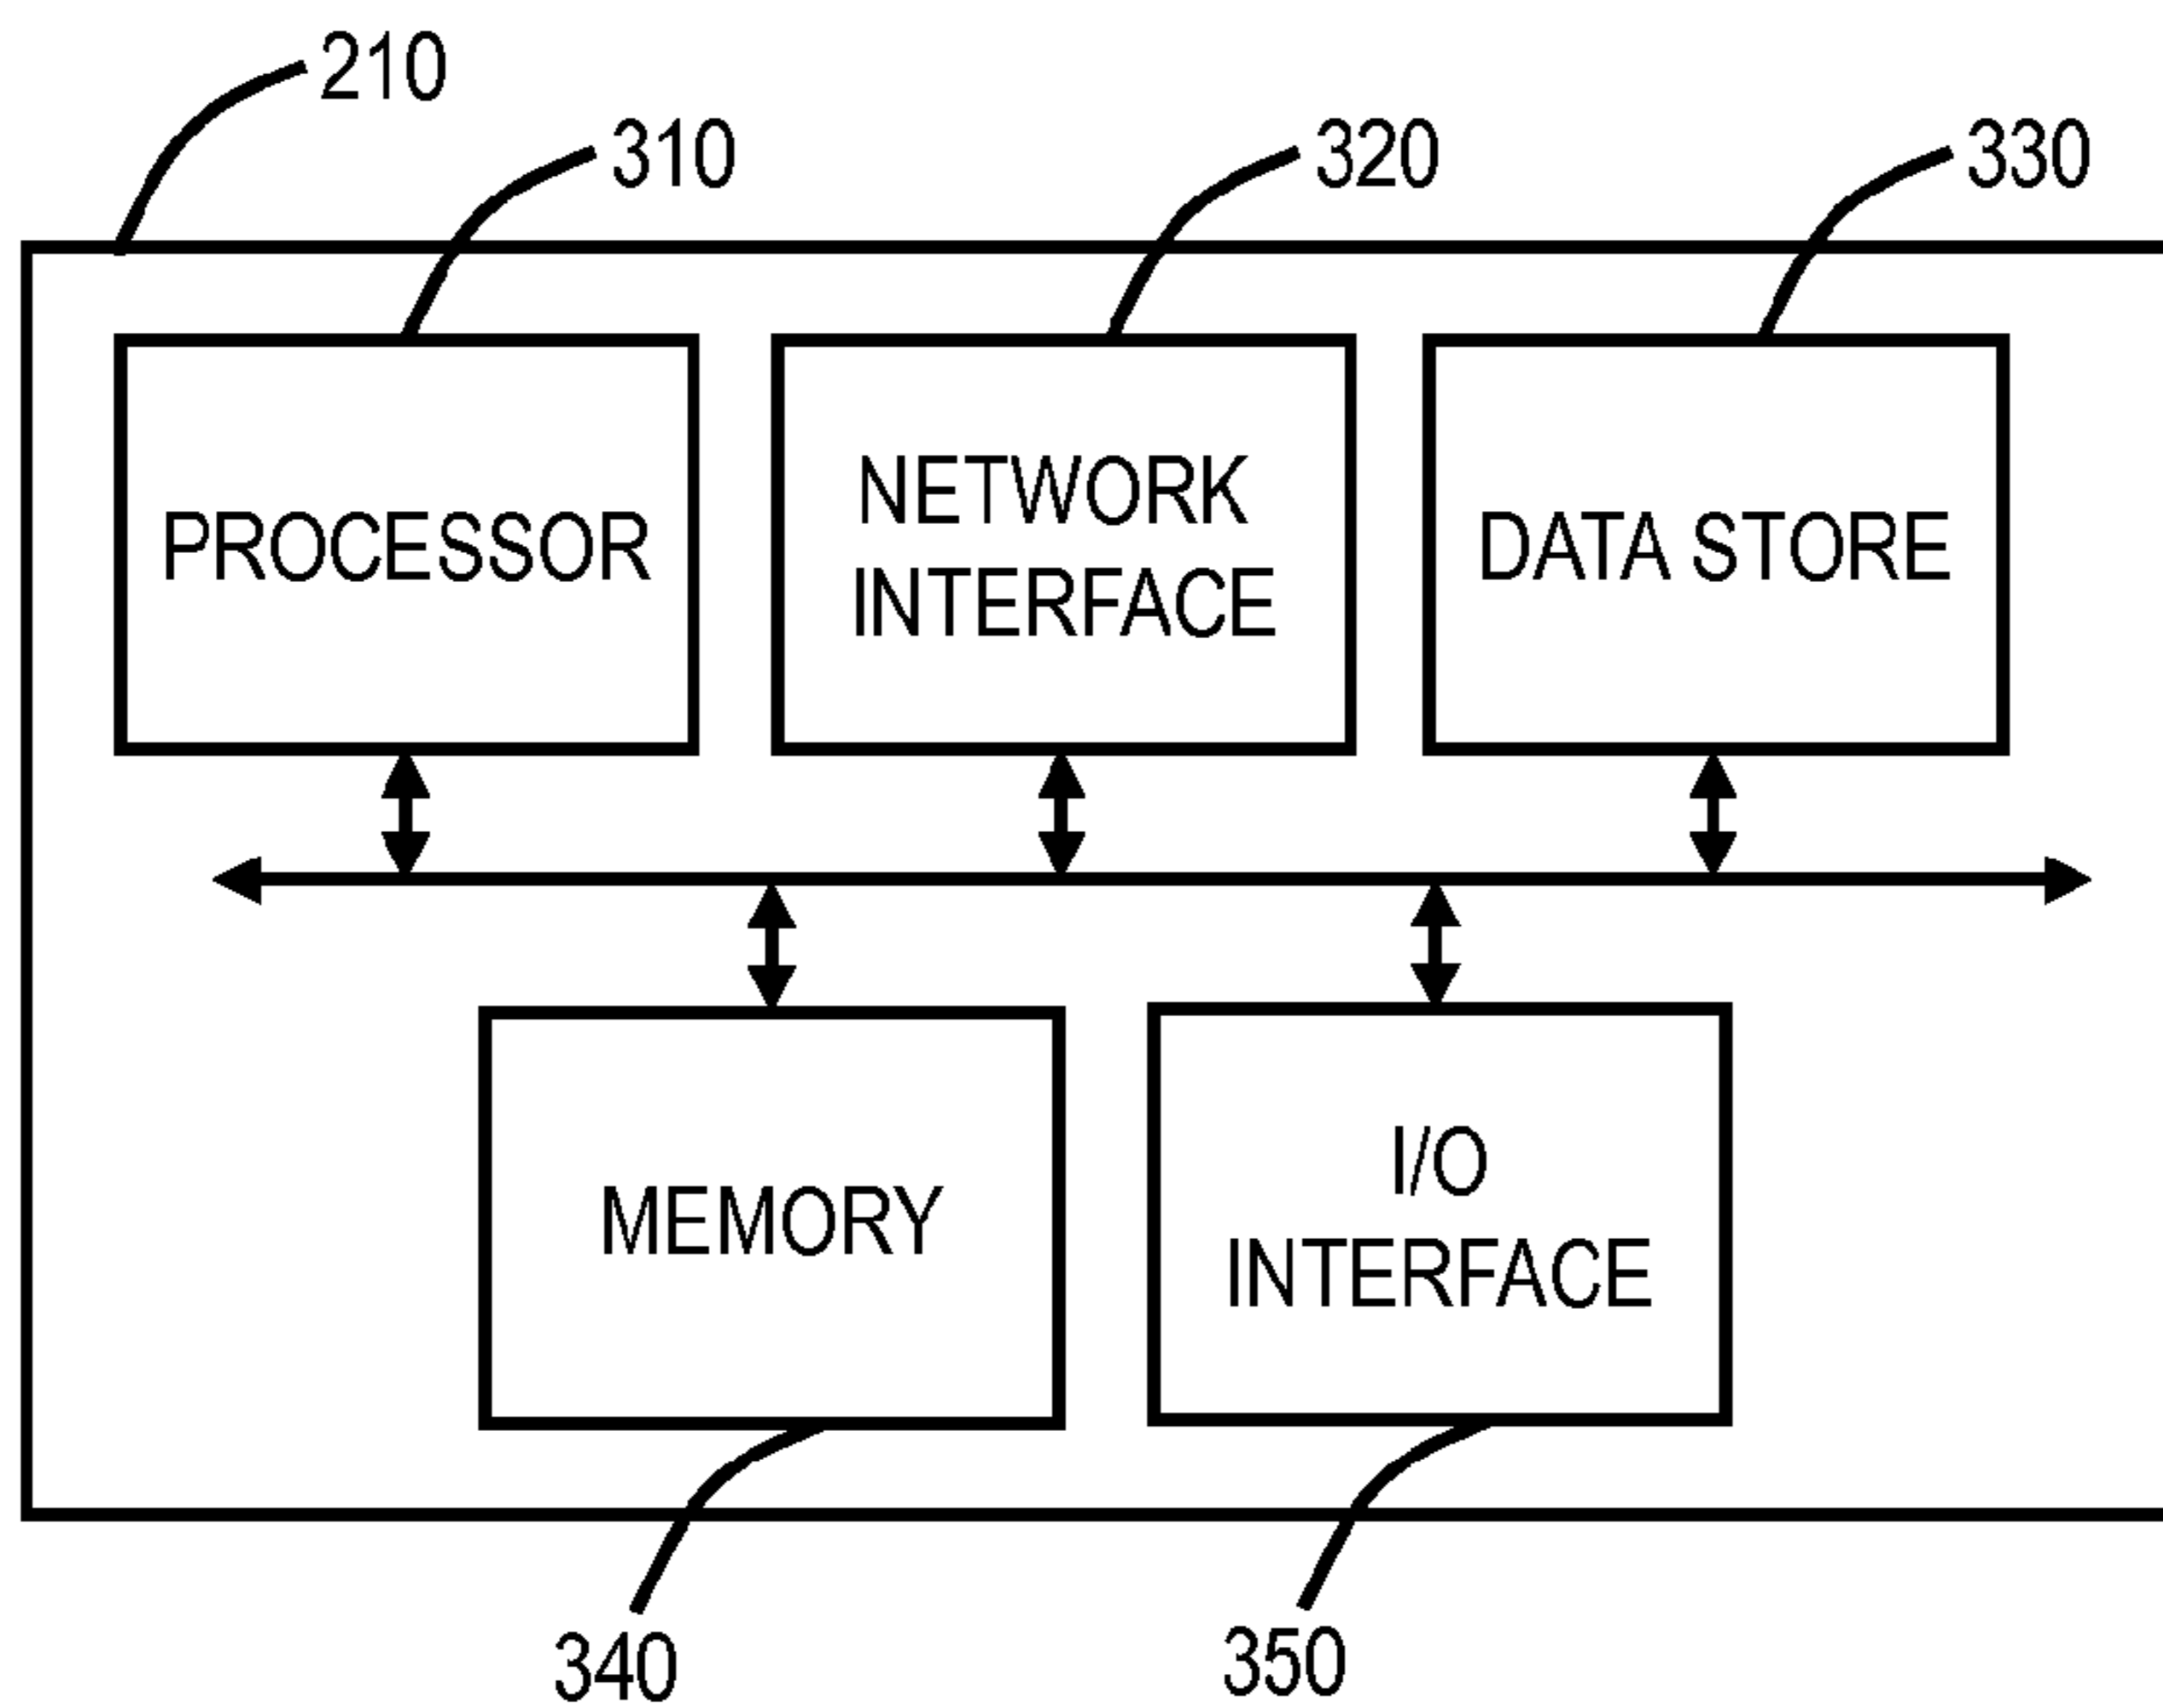 210
310
320
330
PROCESSOR
NETWORK
INTERFACE
DATA STORE
MEMORY
I/O
INTERFACE
340
350